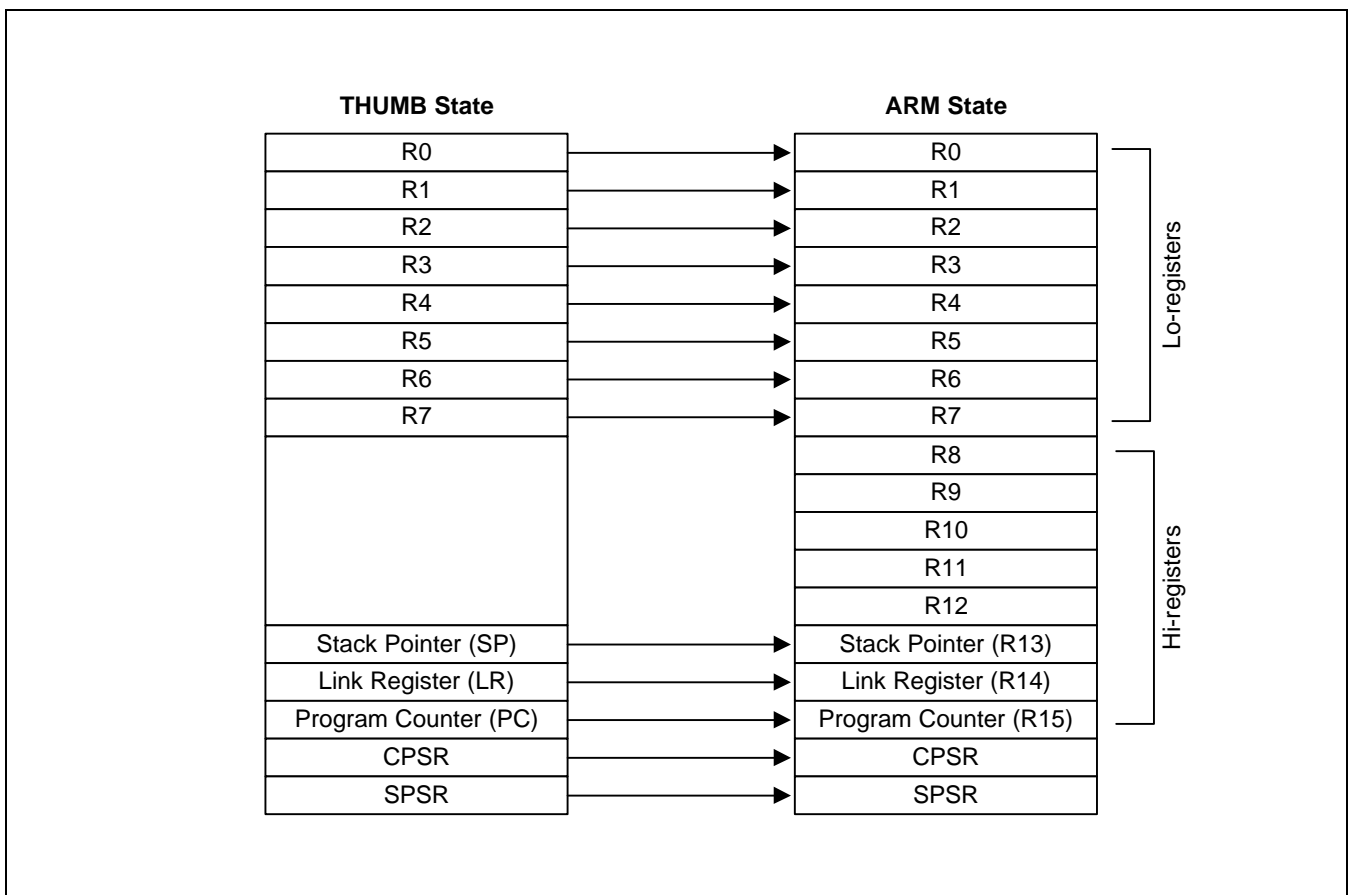 THUMB State
R0
R1
R2
R3
R4
R5
R6
R7
Stack Pointer (SP)
Link Register (LR)
Program Counter (PC)
CPSR
SPSR
ARM State
R0
R1
R2
R3
R4
R5
R6
R7
R8
R9
R10
R11
R12
Stack Pointer (R13)
Link Register (R14)
Program Counter (R15)
CPSR
SPSR
Lo-registers
Hi-registers